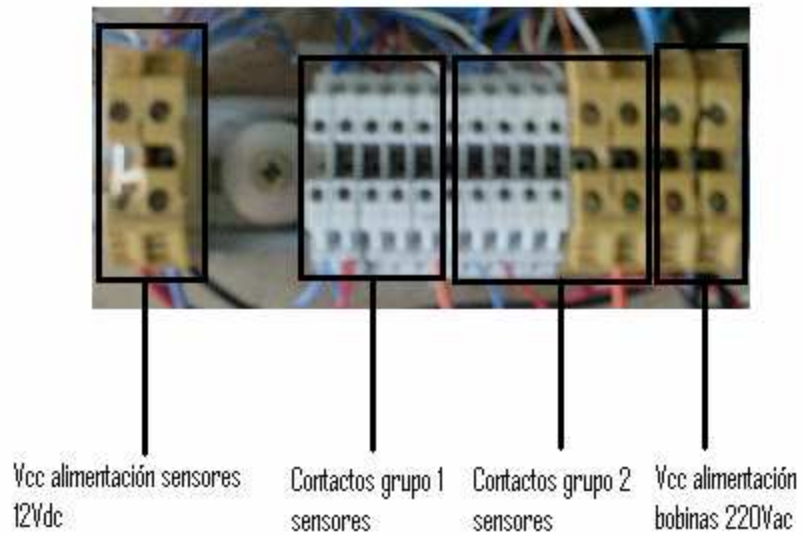 Vcc alimentación sensores
12Vdc
Contactos grupo 1
sensores
Contactos grupo 2
sensores
Vcc alimentación
bobinas 220Vac